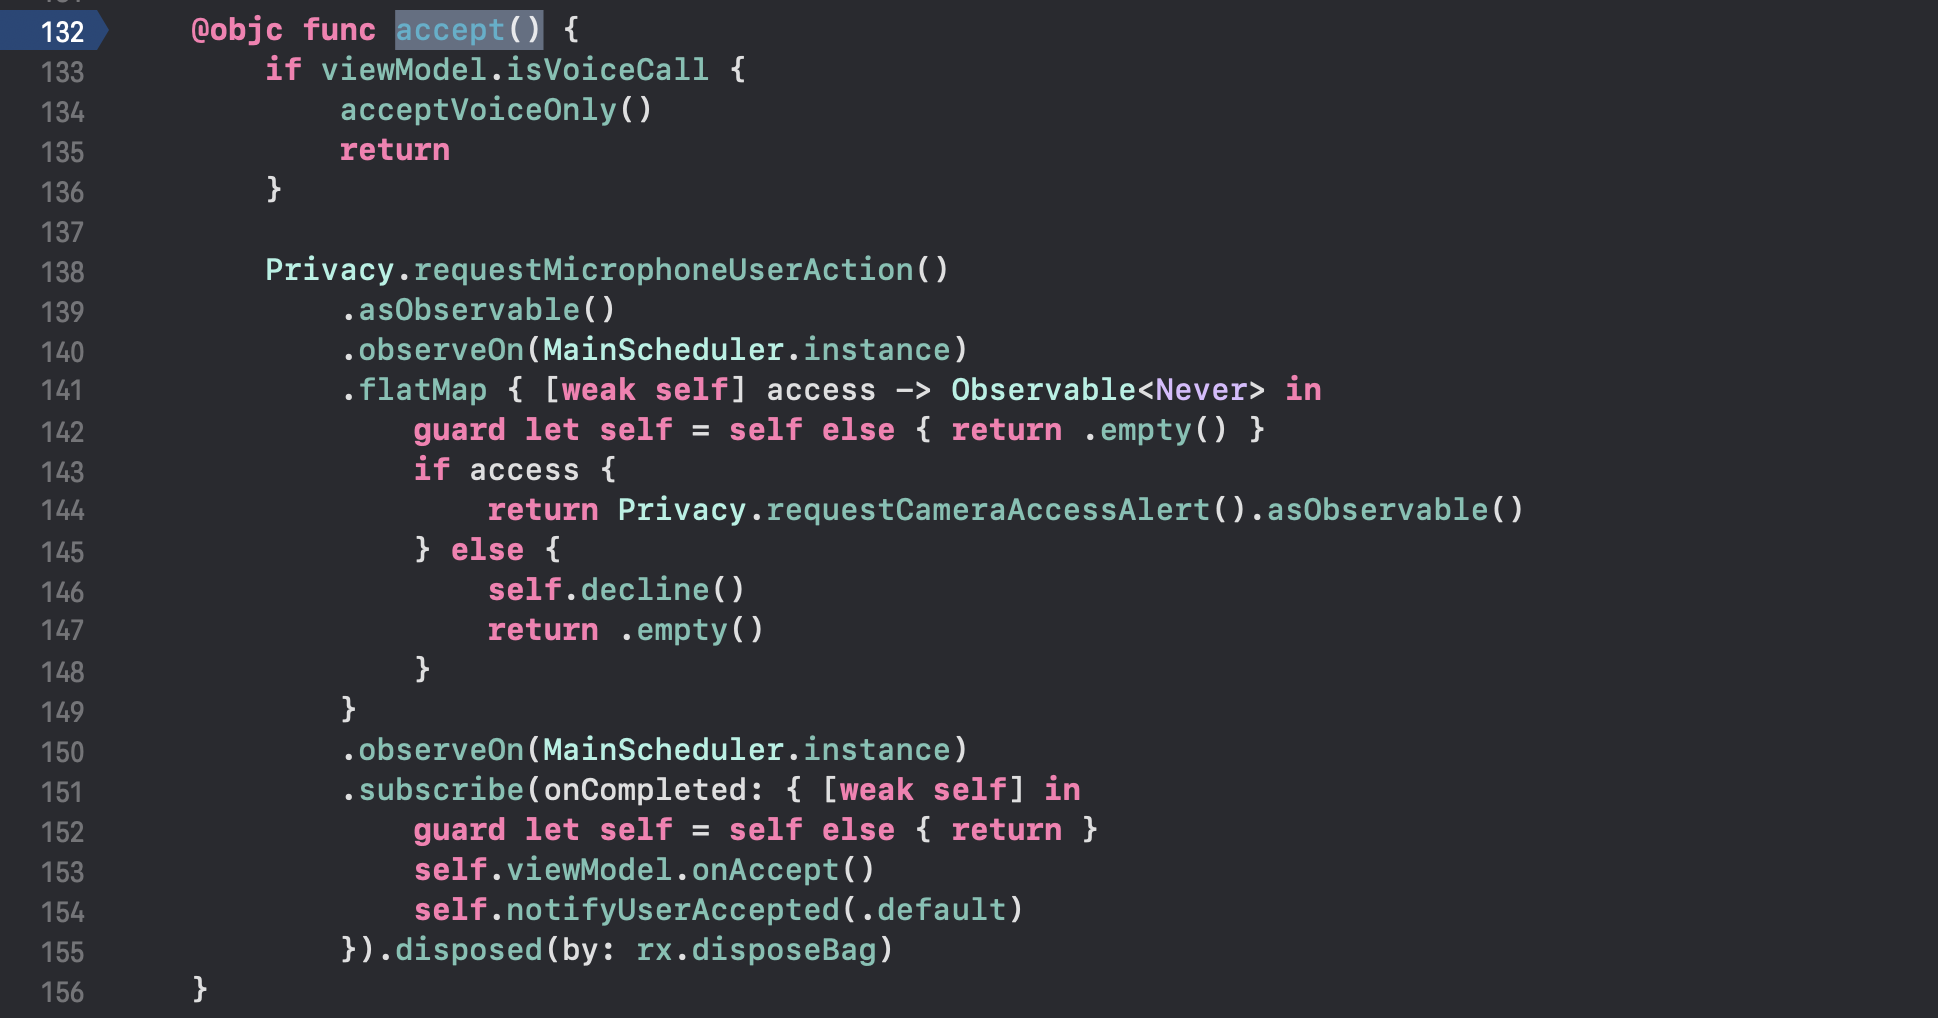 132 @objc func accept() {
133 if viewModel.isVoiceCall {
134 acceptVoiceOnly()
135 return
136 }
137
138 Privacy.requestMicrophoneUserAction()
139 .asObservable()
140 .observeOn(MainScheduler.instance)
141 .flatMap { [weak self] access -> Observable<Never> in
142 guard let self = self else { return .empty() }
143 if access {
144 return Privacy.requestCameraAccessAlert().asObservable()
145 } else {
146 self.decline()
147 return .empty()
148 }
149 }
150 .observeOn(MainScheduler.instance)
151 .subscribe(onCompleted: { [weak self] in
152 guard let self = self else { return }
153 self.viewModel.onAccept()
154 self.notifyUserAccepted(.default)
155 }).disposed(by: rx.disposeBag)
156 }